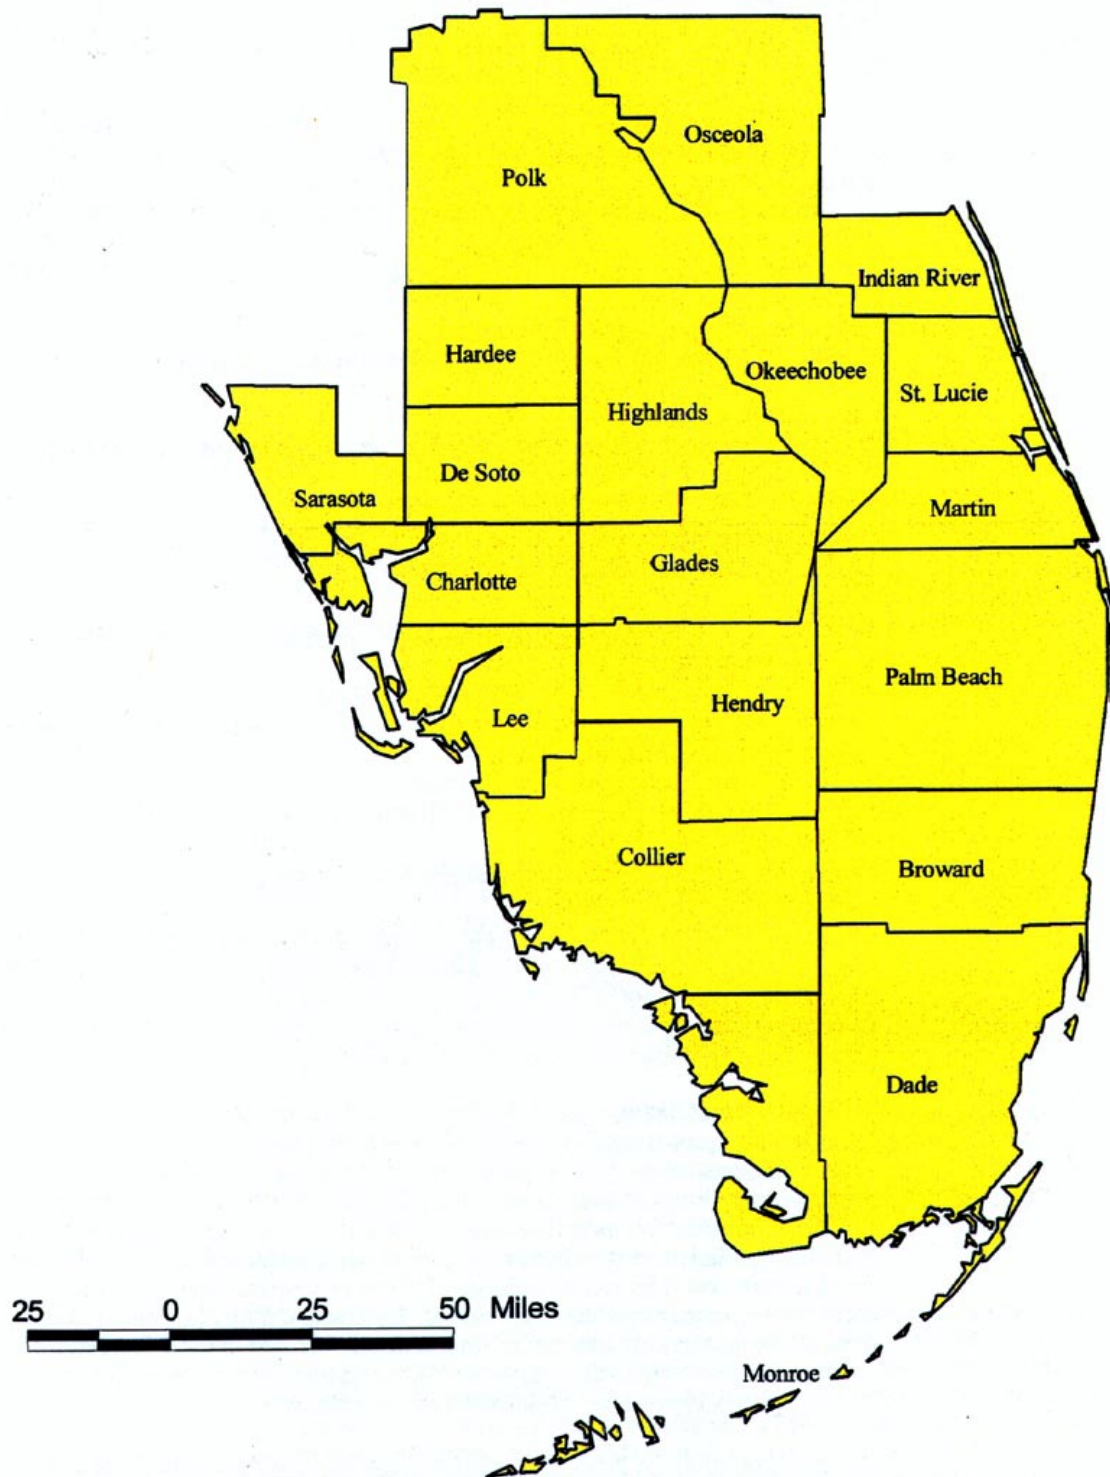 Osceola
Polk
Indian River
Hardee
Okeechobee
St. Lucie
Highlands
De Soto
Sarasota
Martin
Glades
Charlotte
Palm Beach
Hendry
Lee
Collier
Broward
Dade
25 0 25 50 Miles
Monroe